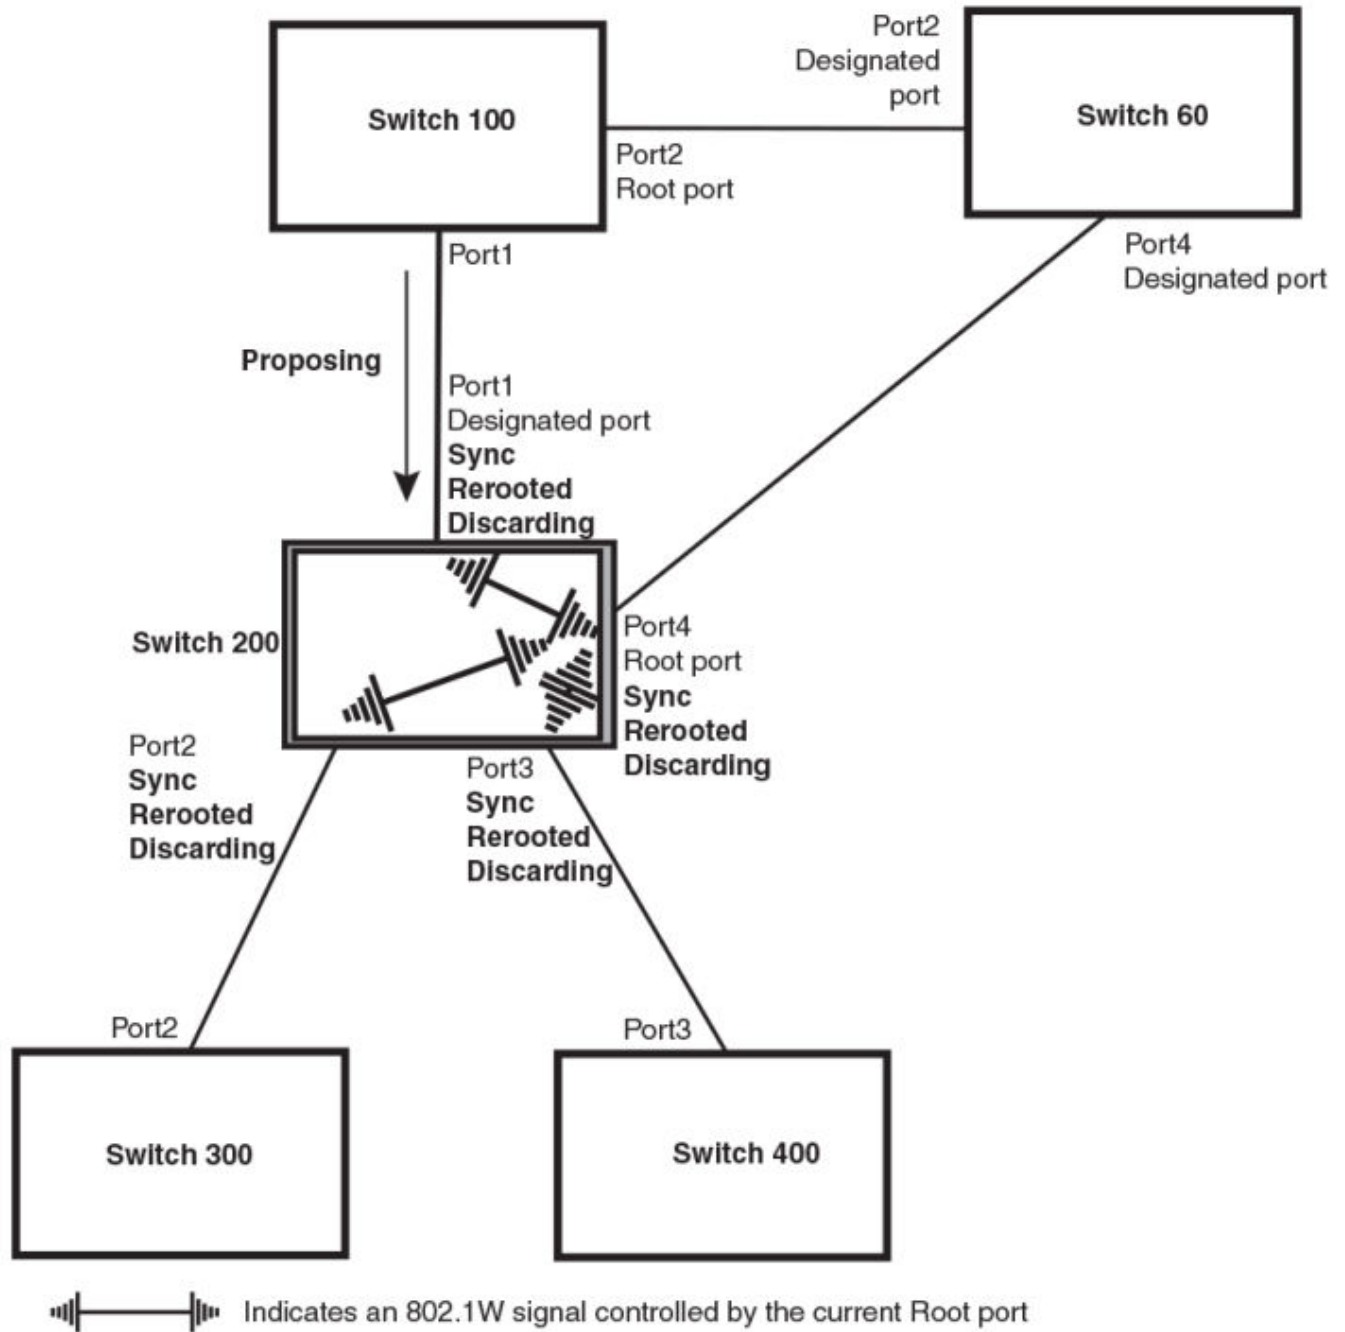 Port2
Designated
port
Switch 100
Switch 60
Port2
Root port
Port1
Port4
Designated port
Proposing
Port1
Designated port
Sync
Rerooted
Discarding
Switch 200
Port4
Root port
Sync
Rerooted
Discarding
Port2
Sync
Rerooted
Discarding
Port3
Sync
Rerooted
Discarding
Port2
Port3
Switch 300
Switch 400
Indicates an 802.1W signal controlled by the current Root port